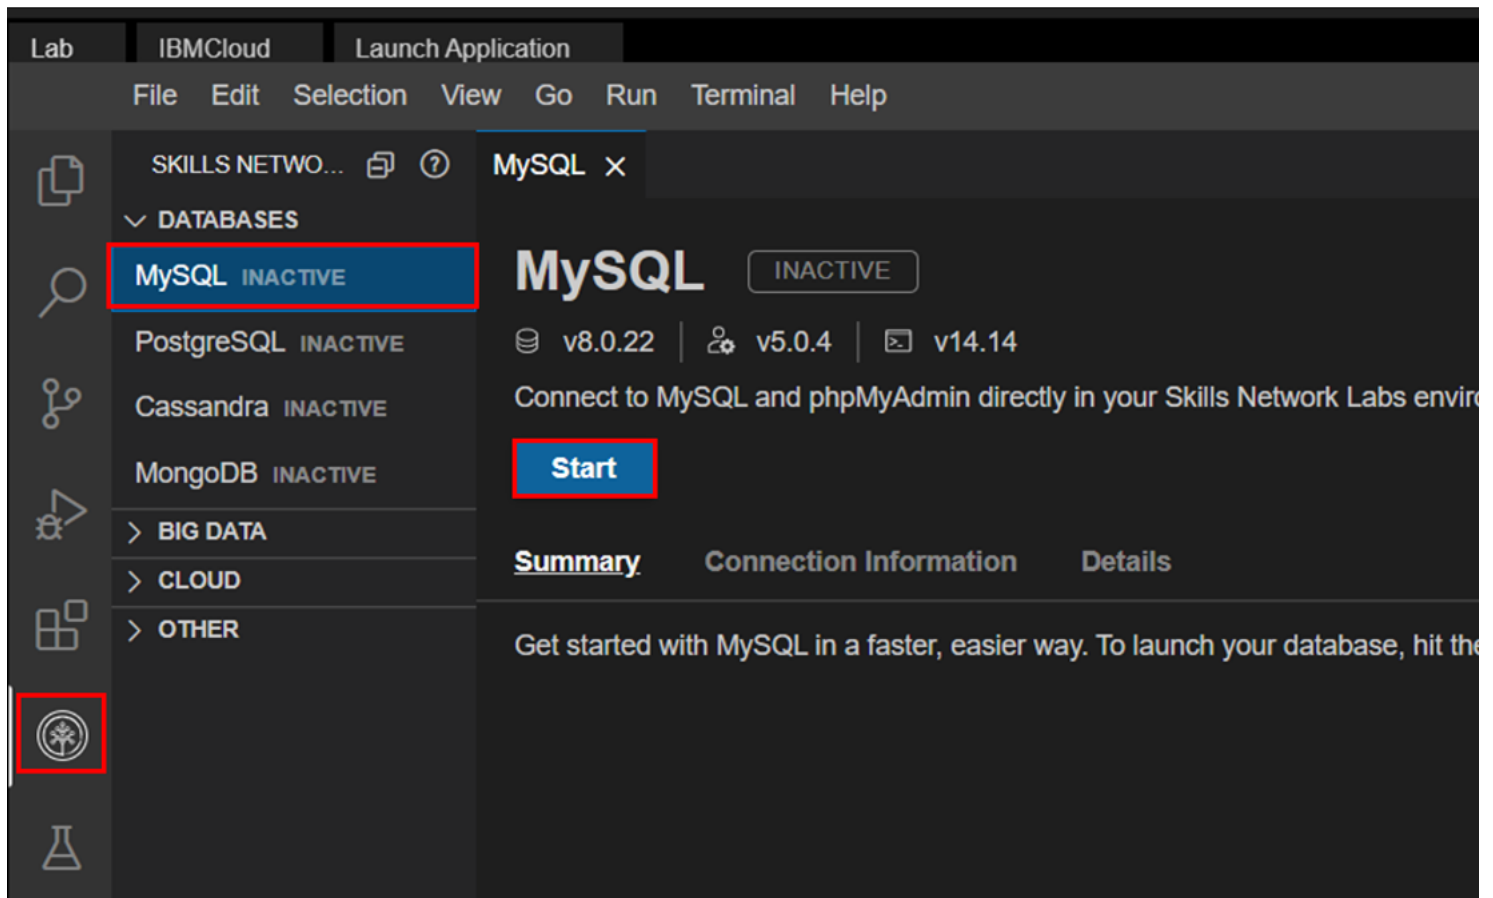 Lab IBMCloud Launch Application
File Edit Selection View Go Run Terminal Help
SKILLS NETWO... MySQL
DATABASES
MySQL INACTIVE
MySQL INACTIVE
PostgreSQL INACTIVE
v8.0.22 v5.0.4 v14.14
Cassandra INACTIVE
Connect to MySQL and phpMyAdmin directly in your Skills Network Labs
MongoDB INACTIVE
Start
BIG DATA
Summary Connection Information Details
CLOUD
OTHER
Get started with MySQL in a faster, easier way. To launch your database, hit the